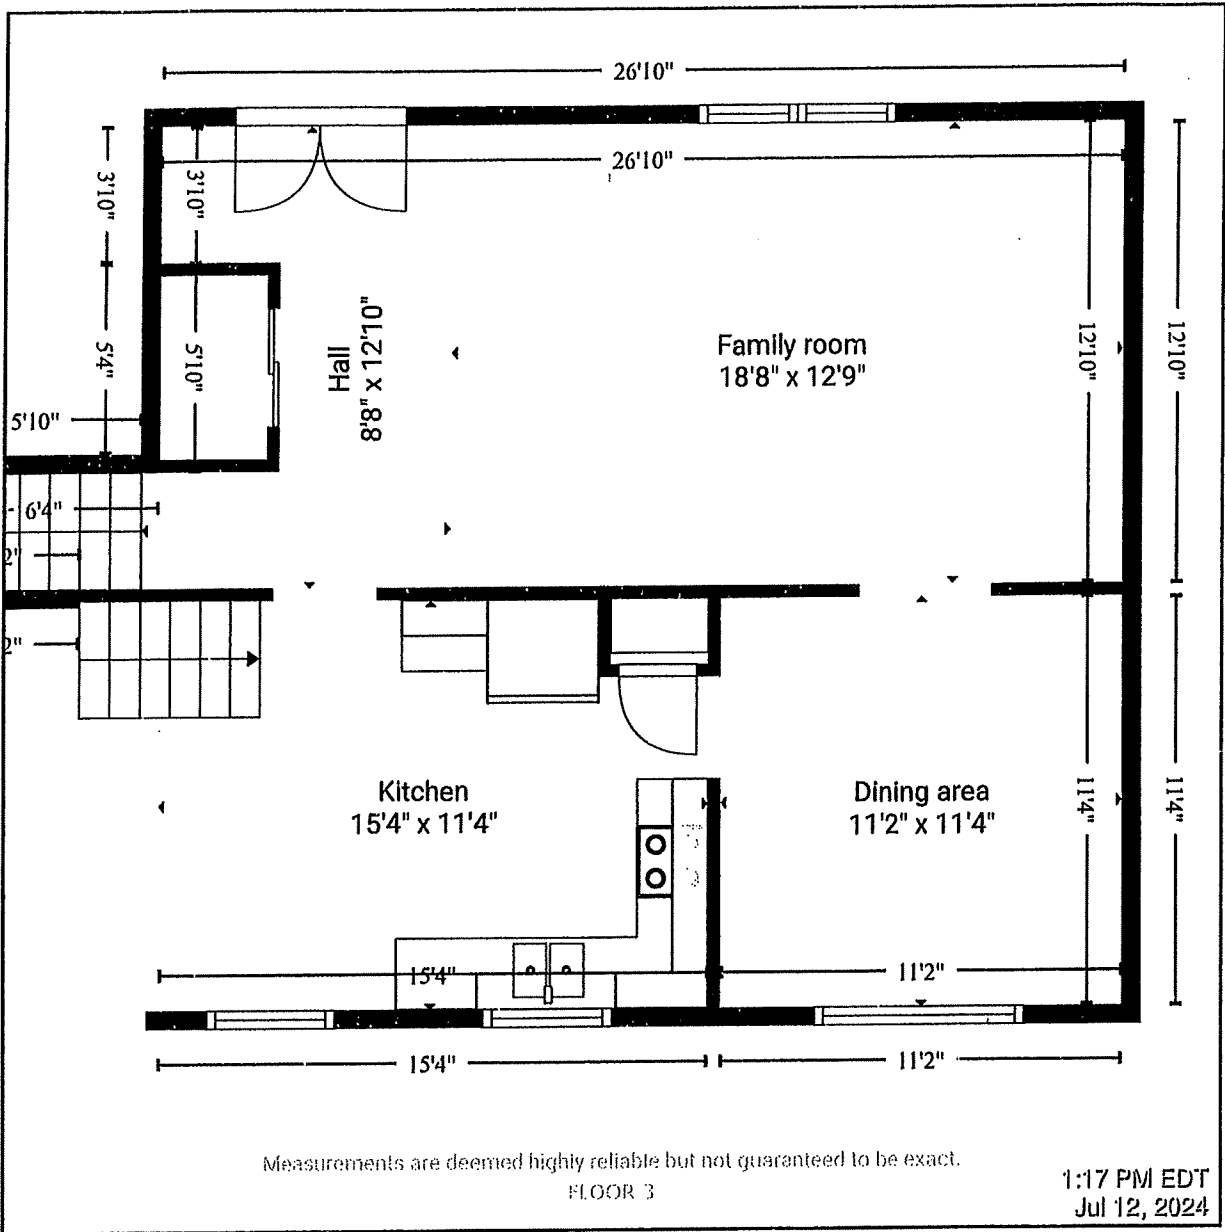 26'10"
26'10"
3'10"
3'10"
5'4"
5'10"
Hall
8'8" x 12'10"
Family room
18'8" x 12'9"
12'10"
12'10"
5'10"
6'4"
2"
2"
Kitchen
15'4" x 11'4"
Dining area
11'2" x 11'4"
11'4"
11'4"
15'4"
11'2"
15'4"
11'2"
Measurements are deemed highly reliable but not guaranteed to be exact.
FLOOR 3
1:17 PM EDT
Jul 12, 2024